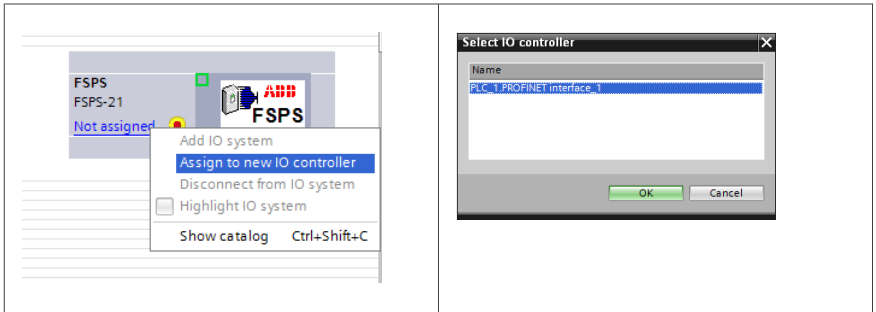 FSPS
FSPS-21
Not assigned
ABB
FSPS
Add IO system
Assign to new IO controller
Disconnect from IO system
Highlight IO system
Show catalog Ctrl+Shift+C
Select IO controller
Name
PLC_1.PROFINET interface_1
OK Cancel